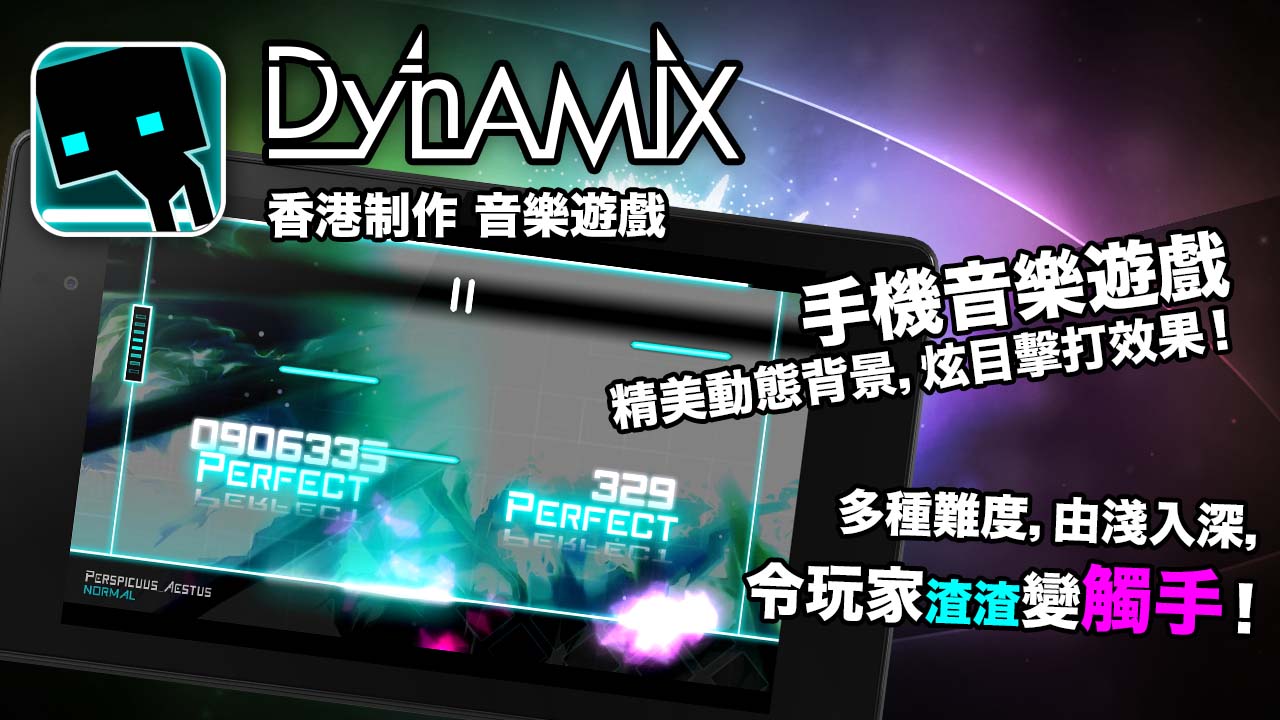 DynAMiX
香港制作 音樂遊戲
手機音樂遊戲
精美動態背景, 炫目擊打效果!
0906335
PERFECT
329
PERFECT
多種難度, 由淺入深,
令玩家渣渣變觸手!
PERSPICUUS_AESTUS
NORMAL